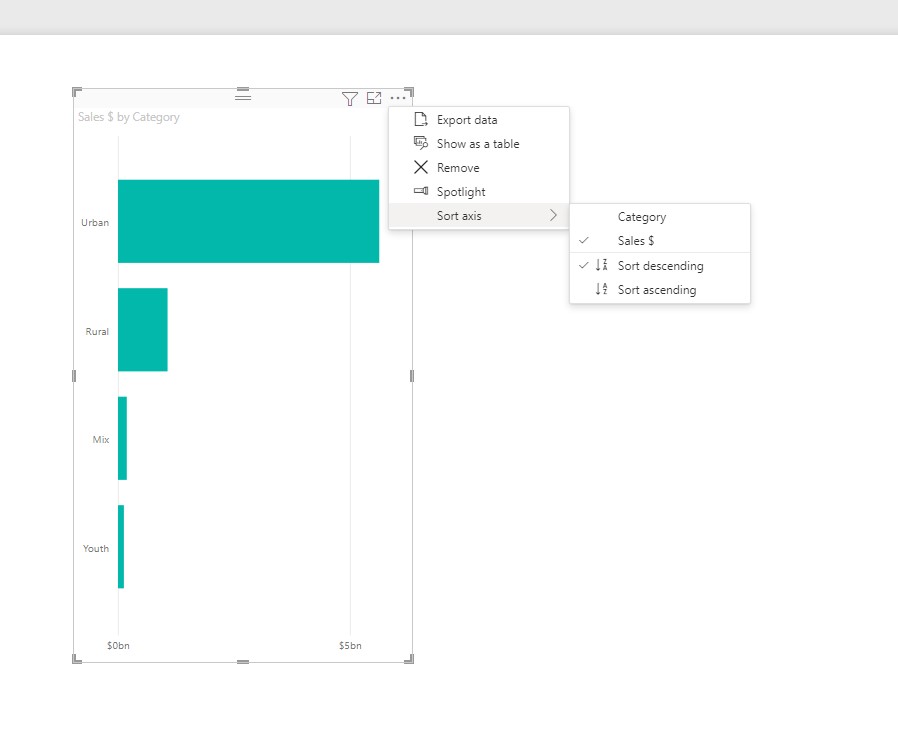 Sales $ by Category
Export data
Show as a table
Remove
Spotlight
Sort axis
Category
Sales $
Sort descending
Sort ascending
Urban
Rural
Mix
Youth
$0bn
$5bn